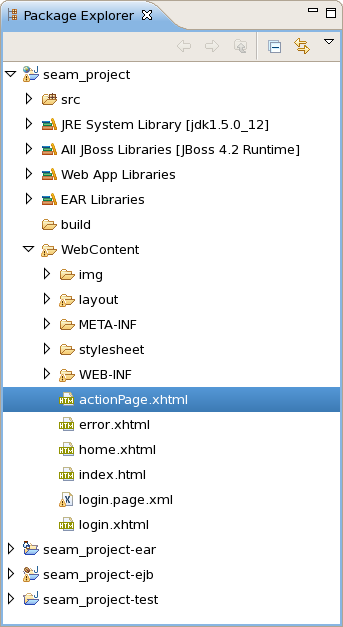 Package Explorer
seam_project
src
JRE System Library [jdk1.5.0_12]
All JBoss Libraries [JBoss 4.2 Runtime]
Web App Libraries
EAR Libraries
build
WebContent
img
layout
META-INF
stylesheet
WEB-INF
actionPage.xhtml
error.xhtml
home.xhtml
index.html
login.page.xml
login.xhtml
seam_project-ear
seam_project-ejb
seam_project-test